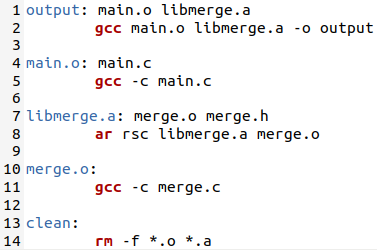 1 output: main.o libmerge.a
2 gcc main.o libmerge.a -o output
3
4 main.o: main.c
5 gcc -c main.c
6
7 libmerge.a: merge.o merge.h
8 ar rsc libmerge.a merge.o
9
10 merge.o:
11 gcc -c merge.c
12
13 clean:
14 rm -f *.o *.a